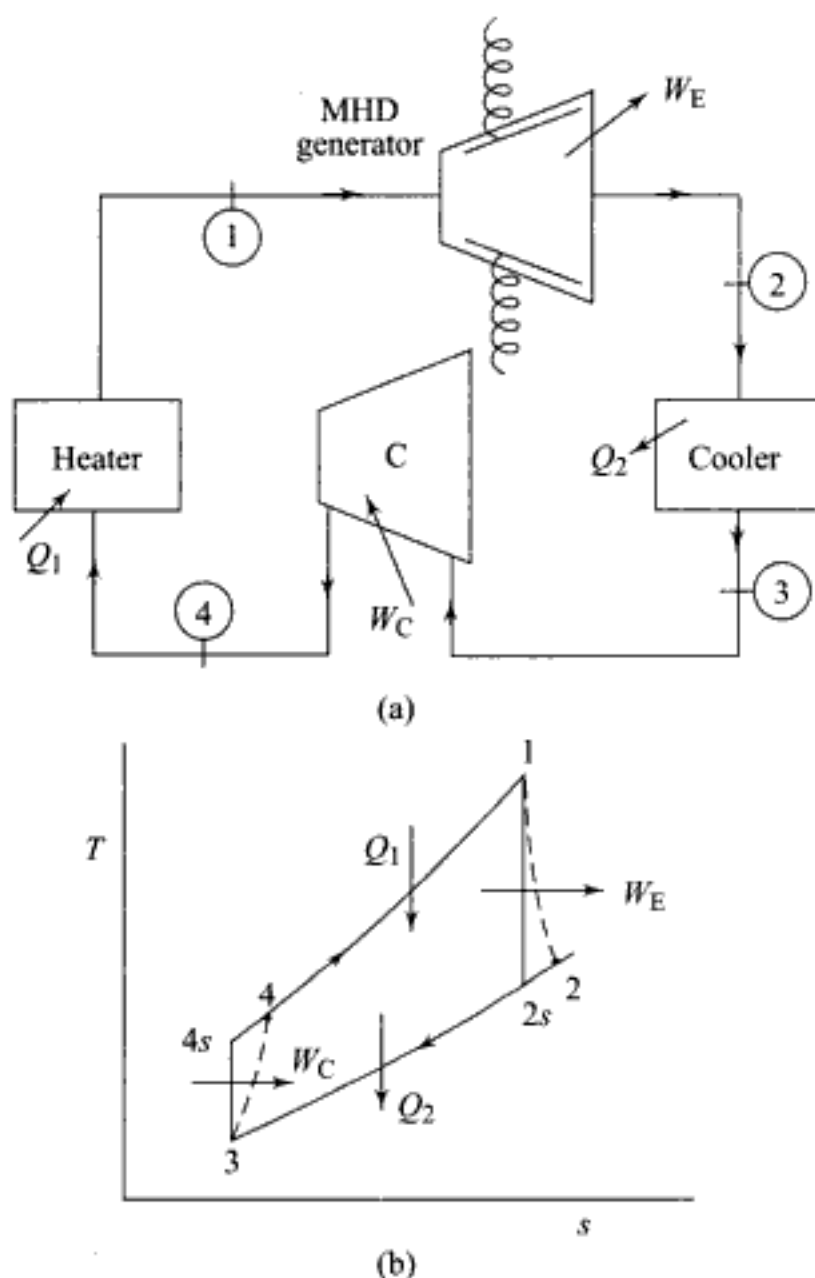 MHD
generator
W_E
1
2
Heater
C
Cooler
Q_1
Q_2
W_C
4
3
(a)
1
T
Q_1
W_E
4
2
4s
2s
W_C
Q_2
3
s
(b)